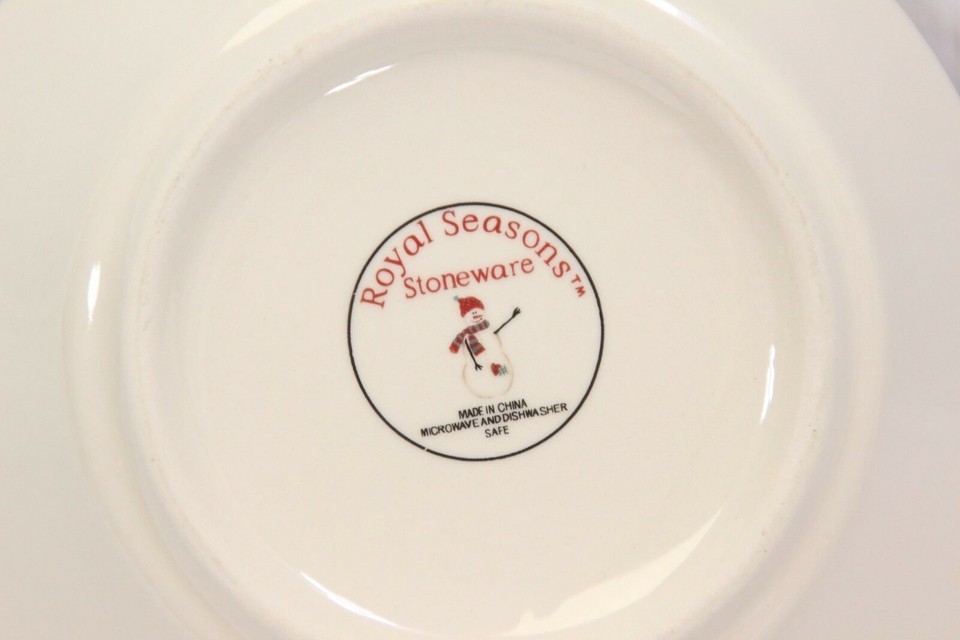 Royal Seasons™
Stoneware
MADE IN CHINA
MICROWAVE AND DISHWASHER
SAFE